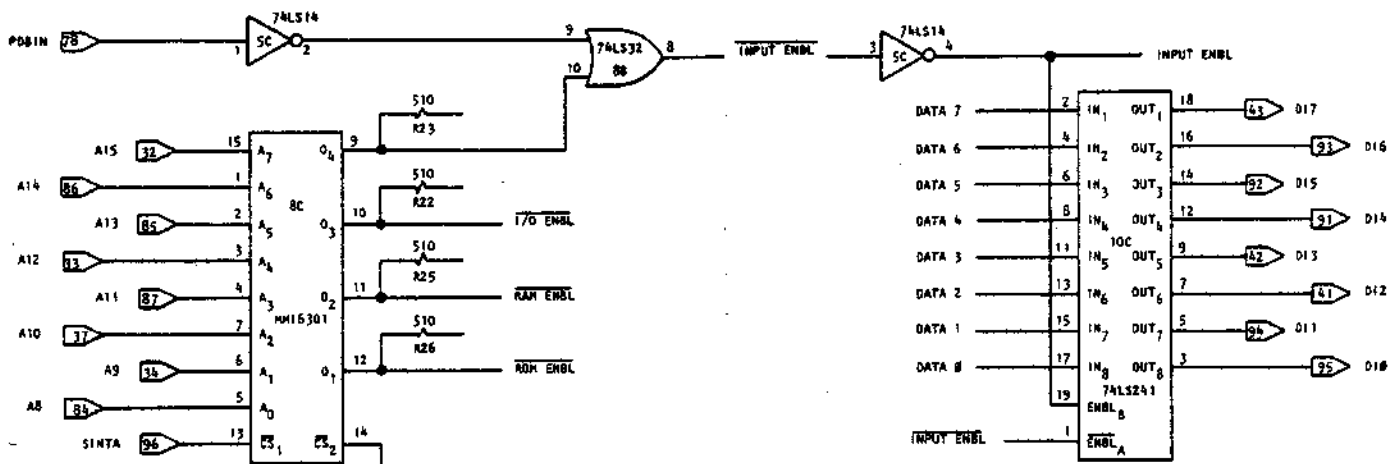 74LS14
PDBIN 78 1 5C 2
9 10 74LS32 8B 8
INPUT ENBL
74LS14
3 5C 4
INPUT ENBL
510
R23
A15 32 15 A7 O4 9
A14 86 1 A6
8C
510
R22
A13 85 2 A5 O3 10 I/O ENBL
A12 33 3 A4
510
R25
A11 87 4 A3 O2 11 RAM ENBL
MMI6301
A10 37 7 A2
510
R26
A9 34 6 A1 O1 12 ROM ENBL
A8 84 5 A0
SINTA 96 13 CS1 CS2 14
DATA 7 2 IN1 OUT1 18 43 DI7
DATA 6 4 IN2 OUT2 16 93 DI6
DATA 5 6 IN3 OUT3 14 92 DI5
DATA 4 8 IN4 OUT4 12 91 DI4
10C
DATA 3 11 IN5 OUT5 9 42 DI3
DATA 2 13 IN6 OUT6 7 41 DI2
DATA 1 15 IN7 OUT7 5 94 DI1
DATA 0 17 IN8 OUT8 3 95 DI0
74LS241
19 ENBLB
INPUT ENBL 1 ENBLA